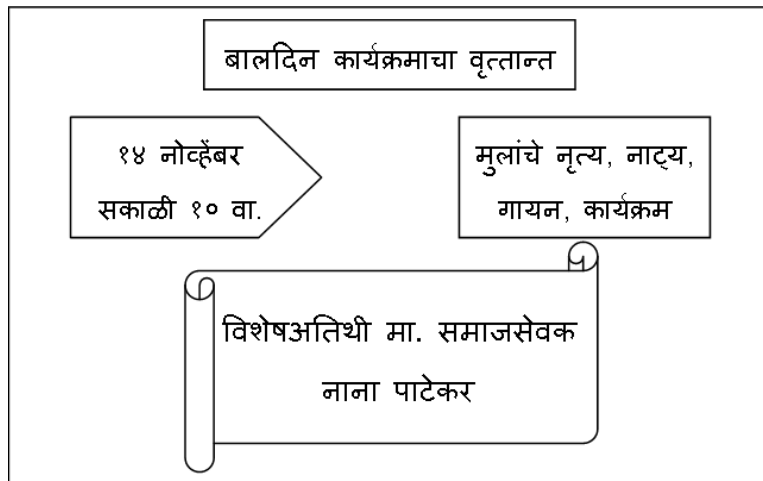 बालदिन कार्यक्रमाचा वृत्तान्त
१४ नोव्हेंबर
सकाळी १० वा.
मुलांचे नृत्य, नाट्य,
गायन, कार्यक्रम
विशेषअतिथी मा. समाजसेवक
नाना पाटेकर